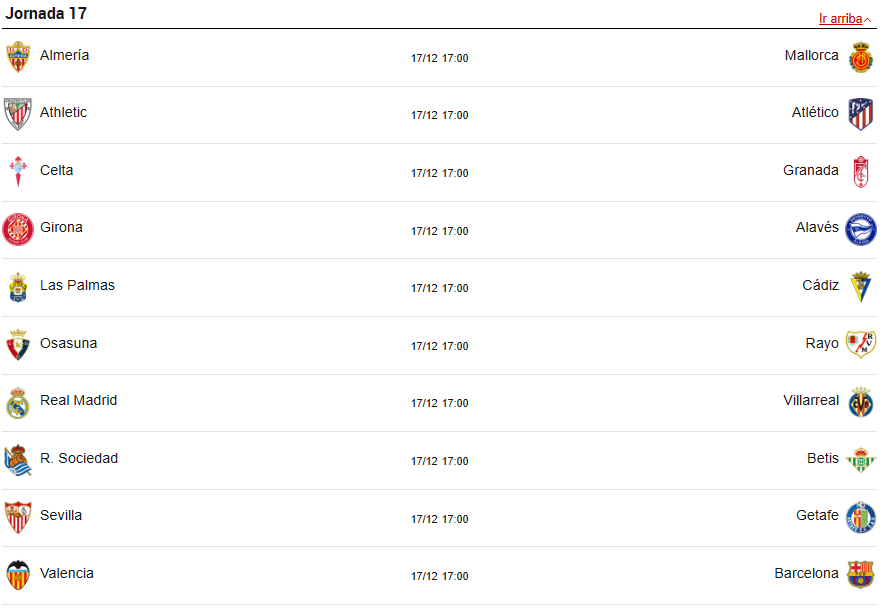 Jornada 17
Ir arriba
Almería 17/12 17:00 Mallorca
Athletic 17/12 17:00 Atlético
Celta 17/12 17:00 Granada
Girona 17/12 17:00 Alavés
Las Palmas 17/12 17:00 Cádiz
Osasuna 17/12 17:00 Rayo
Real Madrid 17/12 17:00 Villarreal
R. Sociedad 17/12 17:00 Betis
Sevilla 17/12 17:00 Getafe
Valencia 17/12 17:00 Barcelona